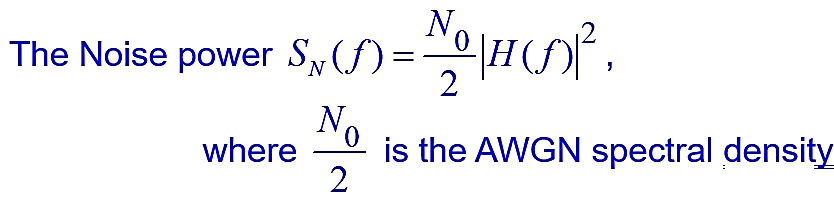 The Noise power S_N(f) = N_0/2 |H(f)|^2 ,
where N_0/2 is the AWGN spectral density